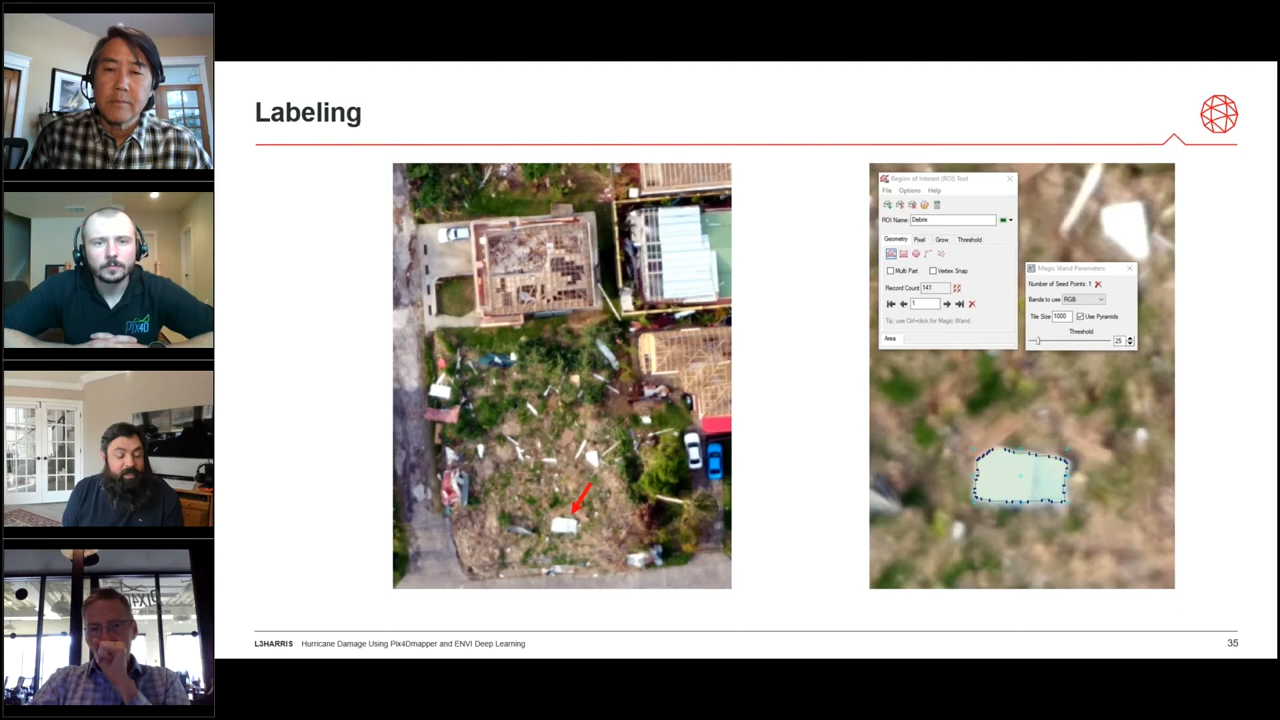 Labeling
Region of Interest (ROI) Tool
File Options Help
ROI Name: Debris
Geometry Pixel Grow Threshold
Multi Part Vertex Snap
Record Count 141
1
Tip: use Ctrl+click for Magic Wand.
Area
Magic Wand Parameters
Number of Seed Points: 1
Bands to use RGB
Tile Size 1000 Use Pyramids
Threshold
25
PIX4D
PIX4D
L3HARRIS Hurricane Damage Using Pix4Dmapper and ENVI Deep Learning
35